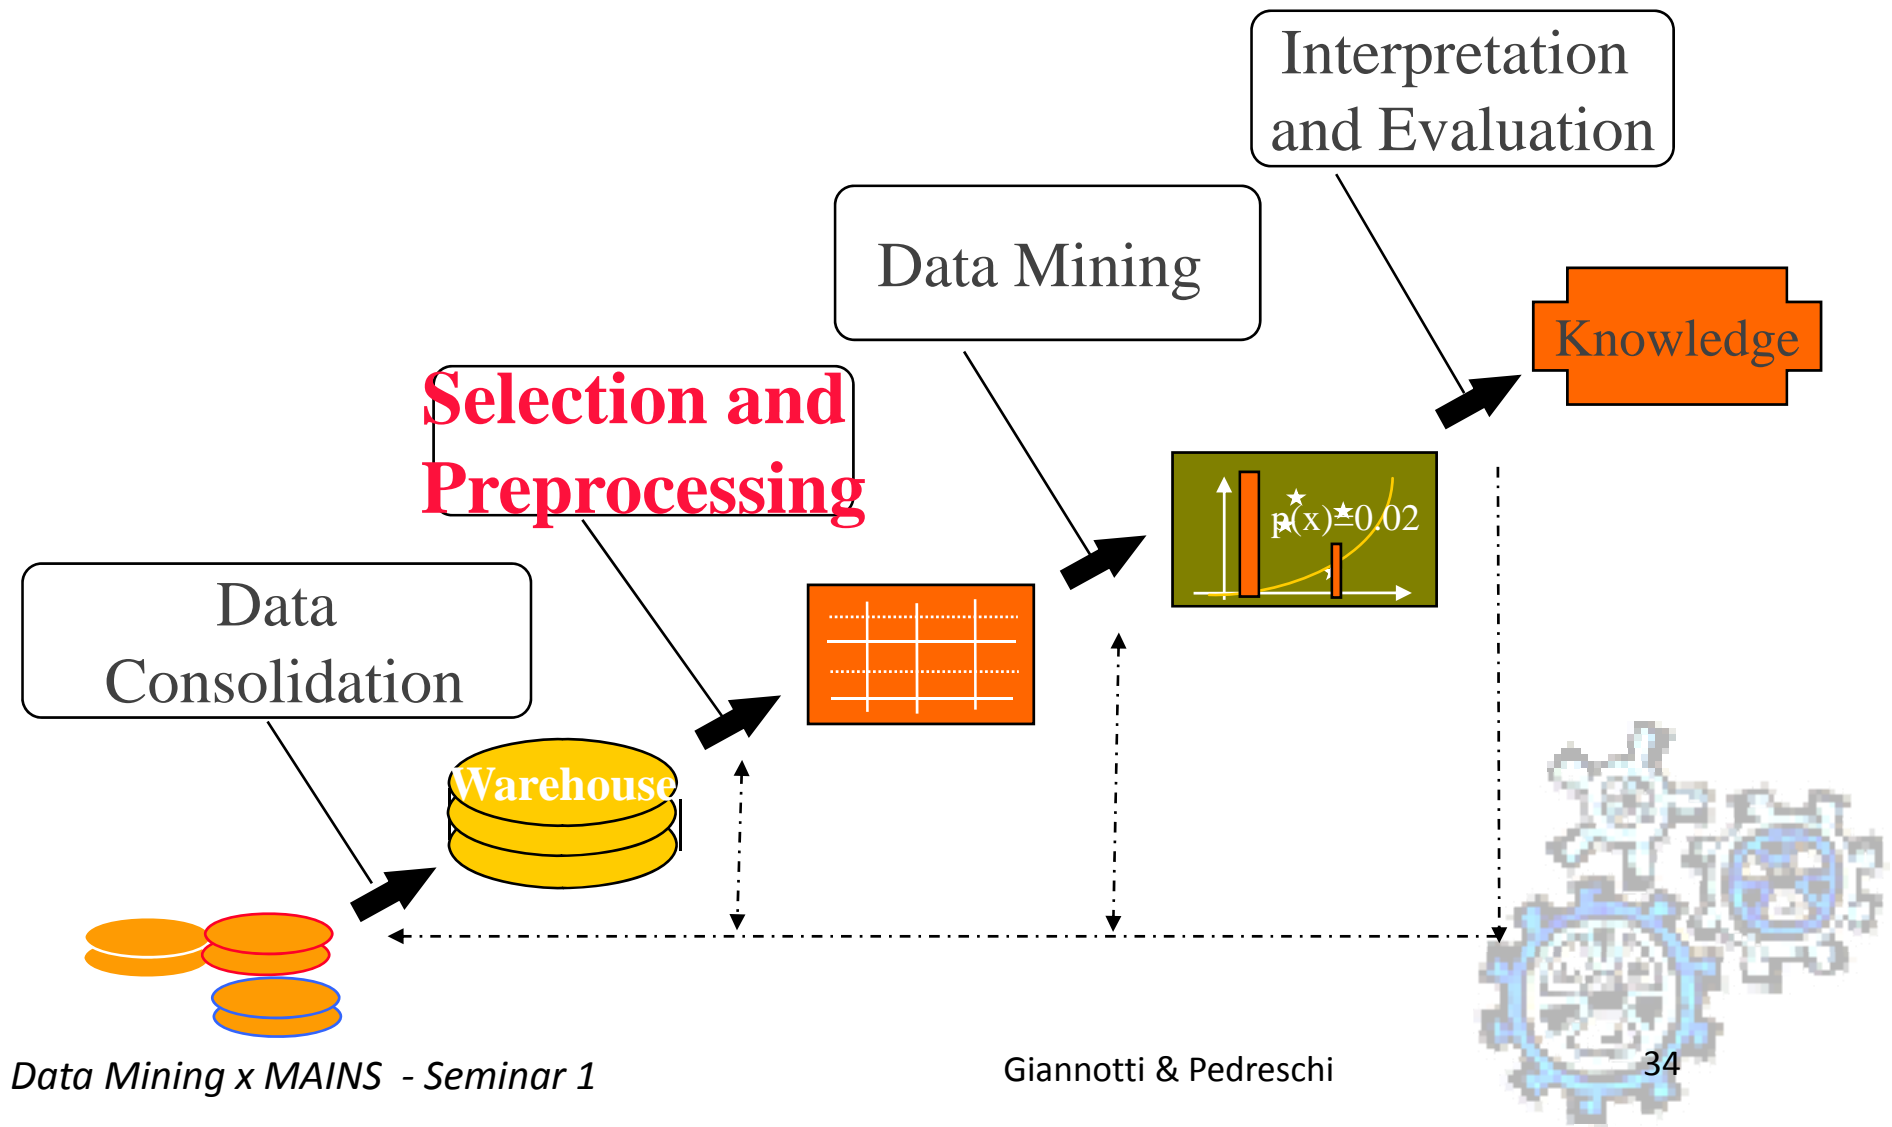 Interpretation
and Evaluation
Data Mining
Knowledge
Selection and
Preprocessing
p(x)=0.02
Data
Consolidation
Warehouse
Data Mining x MAINS - Seminar 1
Giannotti & Pedreschi
34